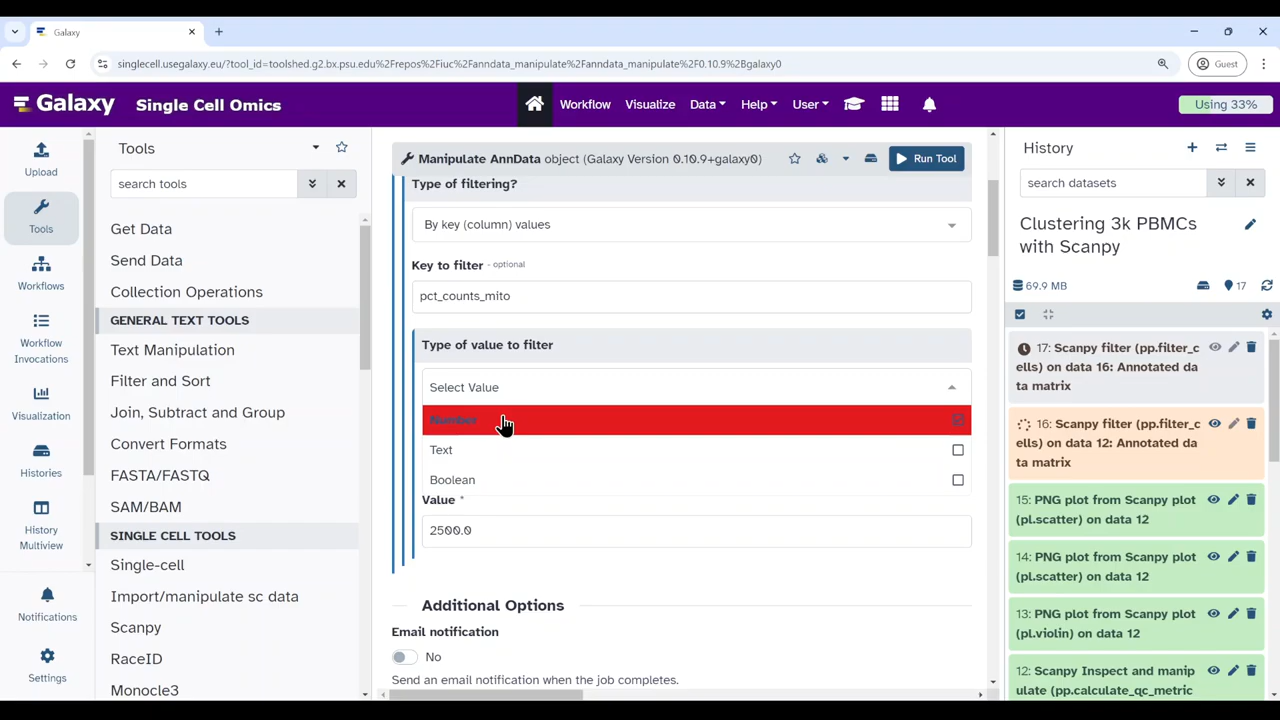 Galaxy
singlecell.usegalaxy.eu/?tool_id=toolshed.g2.bx.psu.edu%2Frepos%2Fiuc%2Fanndata_manipulate%2Fanndata_manipulate%2F0.10.9%2Bgalaxy0
Guest
Galaxy Single Cell Omics
Workflow Visualize Data Help User
Using 33%
Upload
Tools
Workflows
Workflow
Invocations
Visualization
Histories
History
Multiview
Notifications
Settings
Tools
search tools
Get Data
Send Data
Collection Operations
GENERAL TEXT TOOLS
Text Manipulation
Filter and Sort
Join, Subtract and Group
Convert Formats
FASTA/FASTQ
SAM/BAM
SINGLE CELL TOOLS
Single-cell
Import/manipulate sc data
Scanpy
RaceID
Monocle3
Manipulate AnnData object (Galaxy Version 0.10.9+galaxy0)
Run Tool
Type of filtering?
By key (column) values
Key to filter - optional
pct_counts_mito
Type of value to filter
Select Value
Number
Text
Boolean
Value *
2500.0
Additional Options
Email notification
No
Send an email notification when the job completes.
History
search datasets
Clustering 3k PBMCs
with Scanpy
69.9 MB
17
17: Scanpy filter (pp.filter_c
ells) on data 16: Annotated da
ta matrix
16: Scanpy filter (pp.filter_c
ells) on data 12: Annotated da
ta matrix
15: PNG plot from Scanpy plot
(pl.scatter) on data 12
14: PNG plot from Scanpy plot
(pl.scatter) on data 12
13: PNG plot from Scanpy plot
(pl.violin) on data 12
12: Scanpy Inspect and manip
ulate (pp.calculate_qc_metric